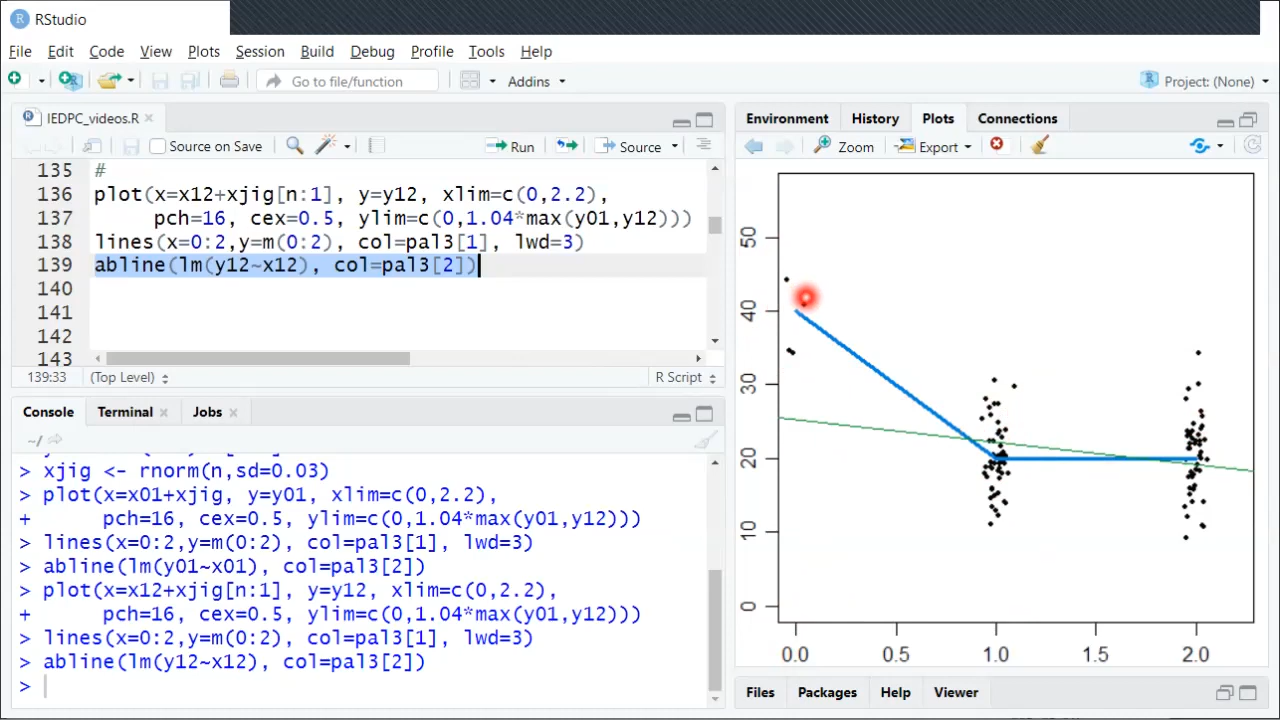 RStudio
File Edit Code View Plots Session Build Debug Profile Tools Help
Go to file/function Addins Project: (None)
IEDPC_videos.R
Source on Save Run Source
135 #
136 plot(x=x12+xjig[n:1], y=y12, xlim=c(0,2.2),
137 pch=16, cex=0.5, ylim=c(0,1.04*max(y01,y12)))
138 lines(x=0:2,y=m(0:2), col=pal3[1], lwd=3)
139 abline(lm(y12~x12), col=pal3[2])
140
141
142
143
139:33 (Top Level) R Script
Console Terminal Jobs
~/
> xjig <- rnorm(n,sd=0.03)
> plot(x=x01+xjig, y=y01, xlim=c(0,2.2),
+ pch=16, cex=0.5, ylim=c(0,1.04*max(y01,y12)))
> lines(x=0:2,y=m(0:2), col=pal3[1], lwd=3)
> abline(lm(y01~x01), col=pal3[2])
> plot(x=x12+xjig[n:1], y=y12, xlim=c(0,2.2),
+ pch=16, cex=0.5, ylim=c(0,1.04*max(y01,y12)))
> lines(x=0:2,y=m(0:2), col=pal3[1], lwd=3)
> abline(lm(y12~x12), col=pal3[2])
>
Environment History Plots Connections
Zoom Export
50
40
30
20
10
0
0.0 0.5 1.0 1.5 2.0
Files Packages Help Viewer